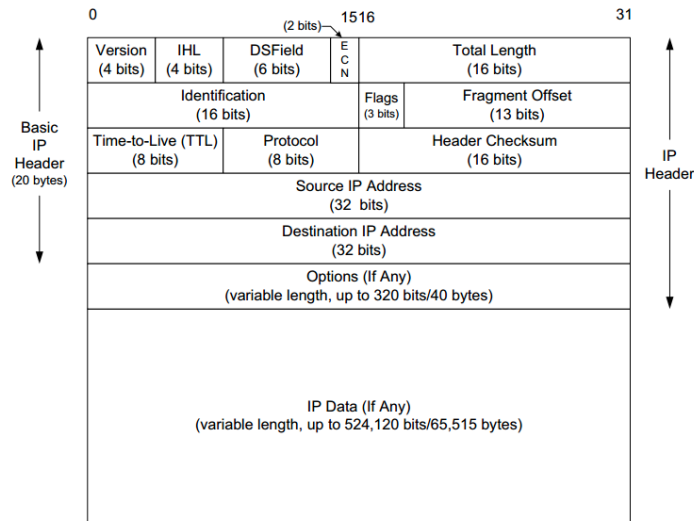 0 1516 31
(2 bits)
Version IHL DSField E C N Total Length
(4 bits) (4 bits) (6 bits) (16 bits)
Identification Flags Fragment Offset
(16 bits) (3 bits) (13 bits)
Time-to-Live (TTL) Protocol Header Checksum
(8 bits) (8 bits) (16 bits)
Source IP Address
(32 bits)
Destination IP Address
(32 bits)
Options (If Any)
(variable length, up to 320 bits/40 bytes)
IP Data (If Any)
(variable length, up to 524,120 bits/65,515 bytes)
Basic
IP
Header
(20 bytes)
IP
Header